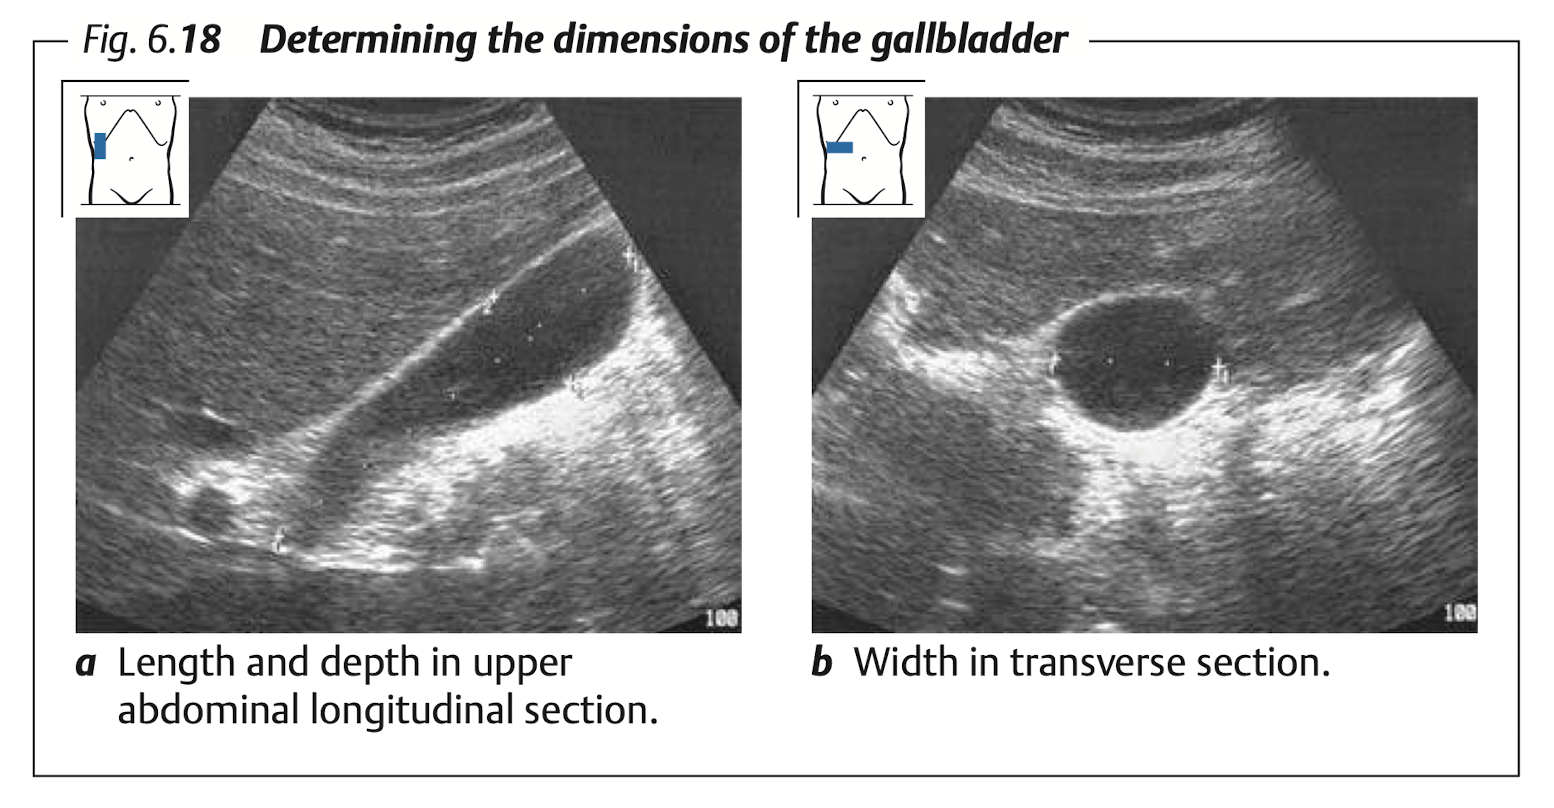 Fig. 6.18 Determining the dimensions of the gallbladder
100
100
a Length and depth in upper
abdominal longitudinal section.
b Width in transverse section.